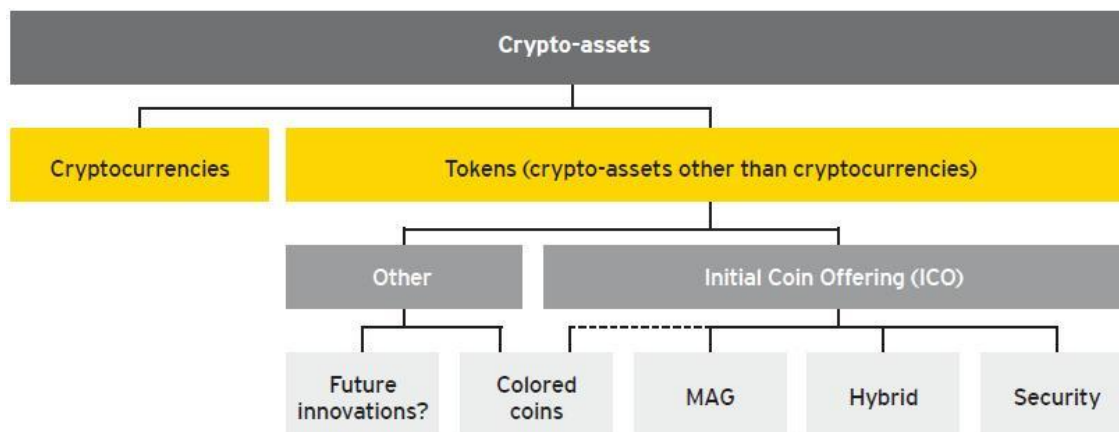 Crypto-assets
Cryptocurrencies
Tokens (crypto-assets other than cryptocurrencies)
Other
Initial Coin Offering (ICO)
Future
innovations?
Colored
coins
MAG
Hybrid
Security